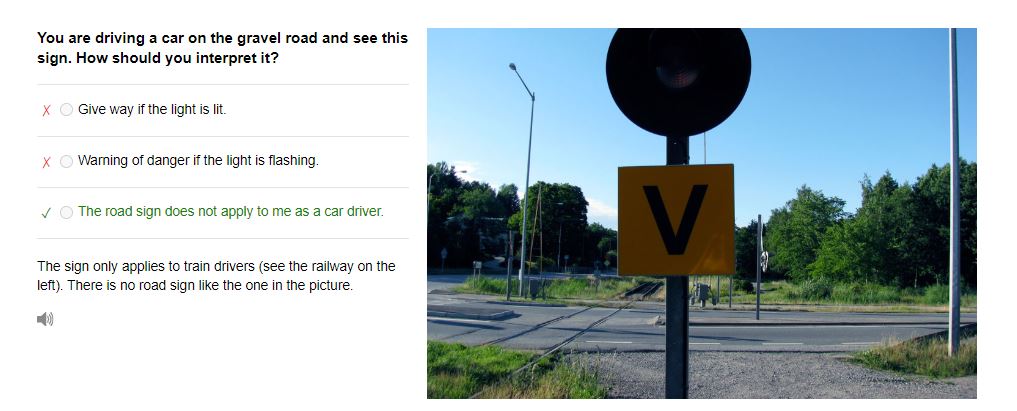 You are driving a car on the gravel road and see this
sign. How should you interpret it?
Give way if the light is lit.
Warning of danger if the light is flashing.
The road sign does not apply to me as a car driver.
The sign only applies to train drivers (see the railway on the
left). There is no road sign like the one in the picture.
V